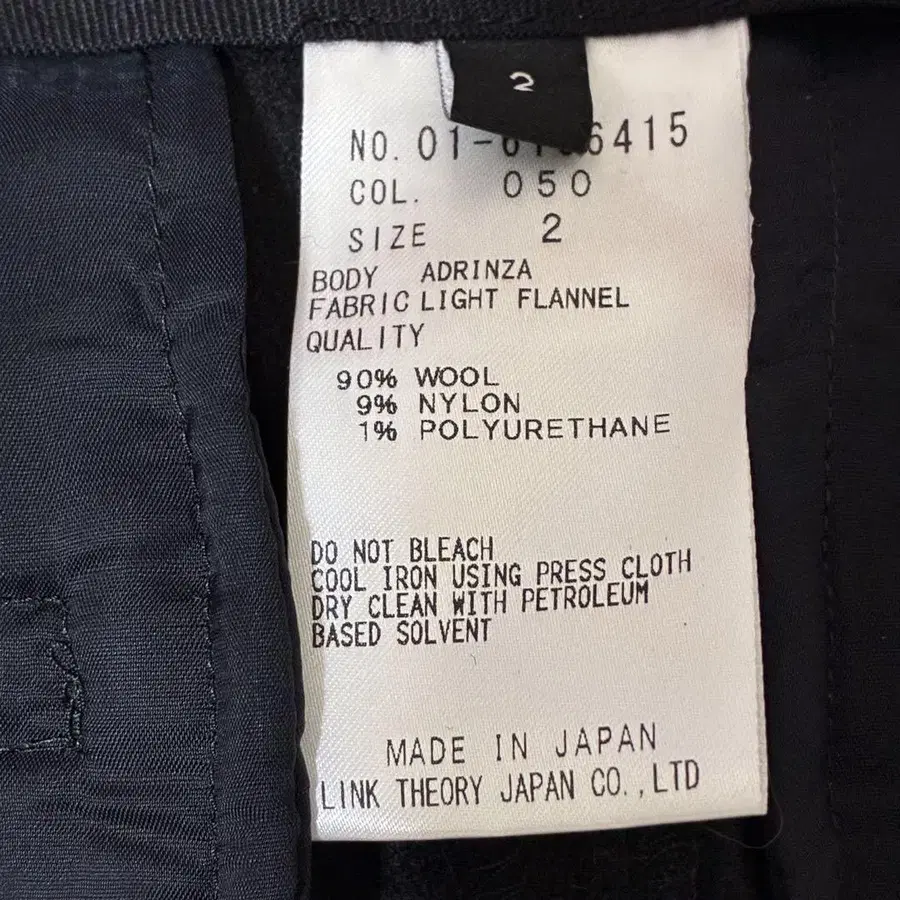 2
NO. 01-6415
COL. 050
SIZE 2
BODY ADRINZA
FABRIC LIGHT FLANNEL
QUALITY
90% WOOL
9% NYLON
1% POLYURETHANE
DO NOT BLEACH
COOL IRON USING PRESS CLOTH
DRY CLEAN WITH PETROLEUM
BASED SOLVENT
MADE IN JAPAN
LINK THEORY JAPAN CO., LTD